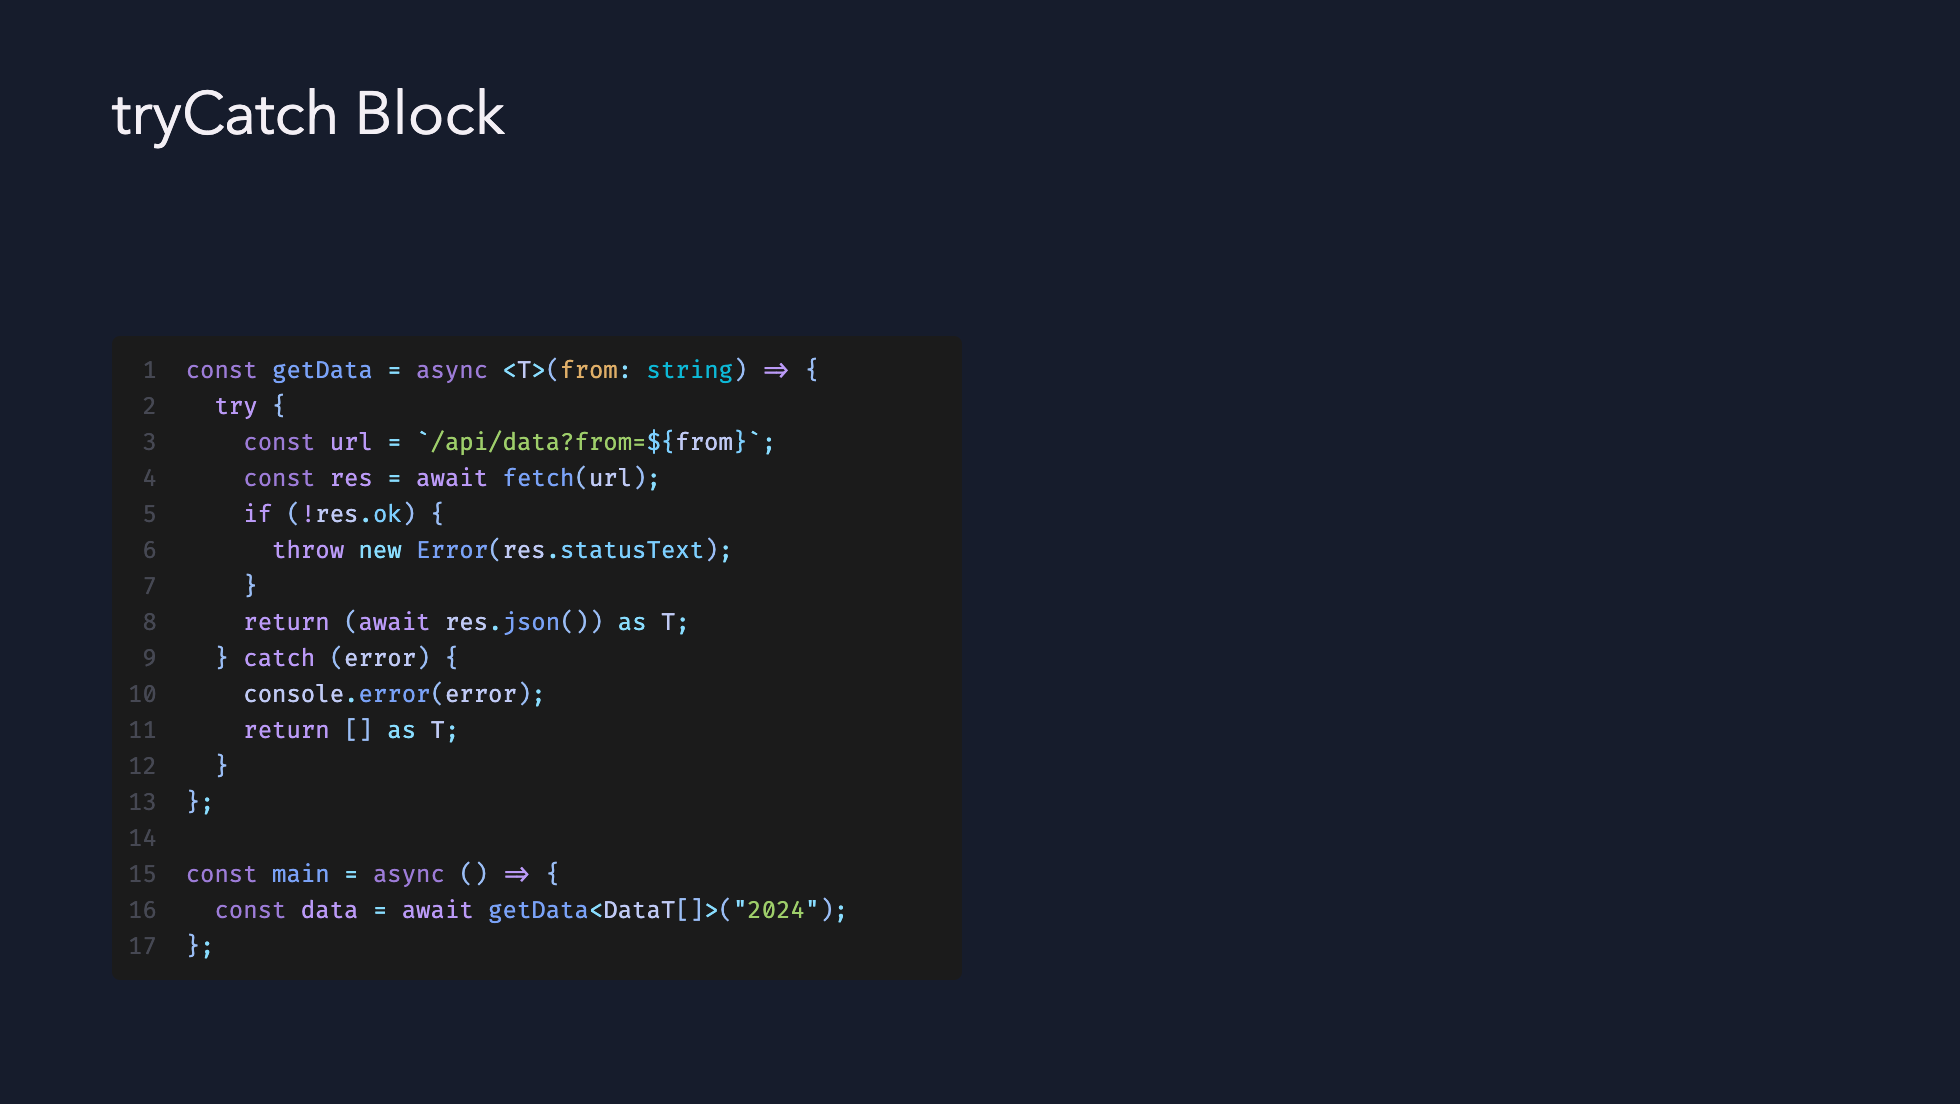 tryCatch Block
1 const getData = async <T>(from: string) => {
2   try {
3     const url = `/api/data?from=${from}`;
4     const res = await fetch(url);
5     if (!res.ok) {
6       throw new Error(res.statusText);
7     }
8     return (await res.json()) as T;
9   } catch (error) {
10     console.error(error);
11     return [] as T;
12   }
13 };
14
15 const main = async () => {
16   const data = await getData<DataT[]>("2024");
17 };